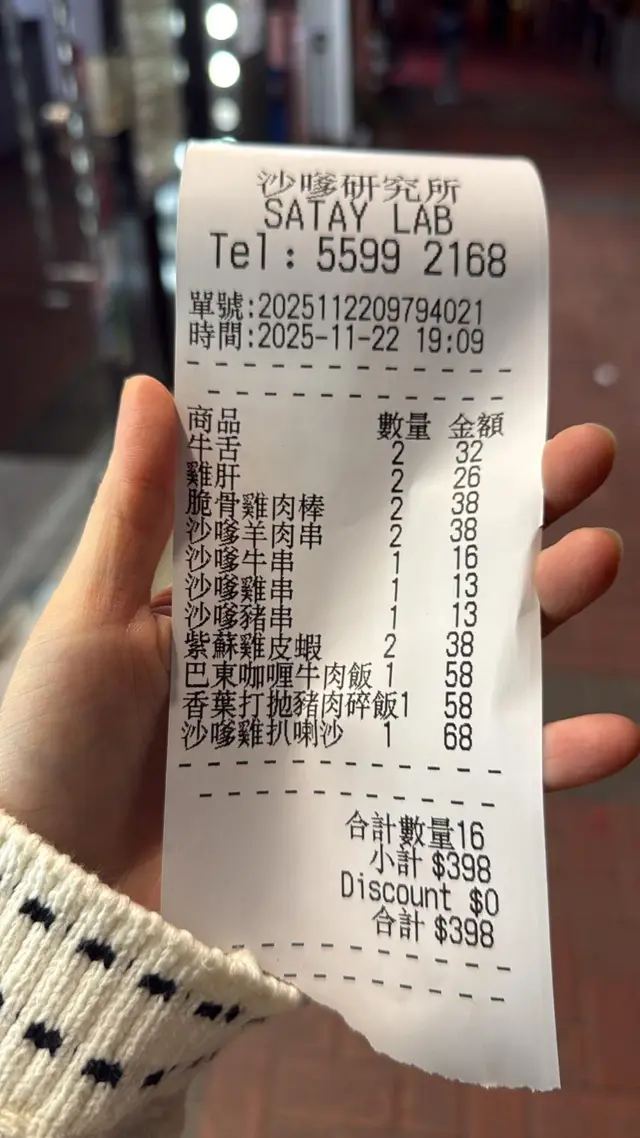 沙嗲研究所
SATAY LAB
Tel: 5599 2168
單號:2025112209794021
時間:2025-11-22 19:09
商品 數量 金額
牛舌 2 32
雞肝 2 26
脆骨雞肉棒 2 38
沙嗲羊肉串 2 38
沙嗲牛串 1 16
沙嗲雞串 1 13
沙嗲豬串 1 13
紫蘇雞皮蝦 2 38
巴東咖喱牛肉飯 1 58
香葉打拋豬肉碎飯1 58
沙嗲雞扒喇沙 1 68
合計數量16
小計 $398
Discount $0
合計 $398